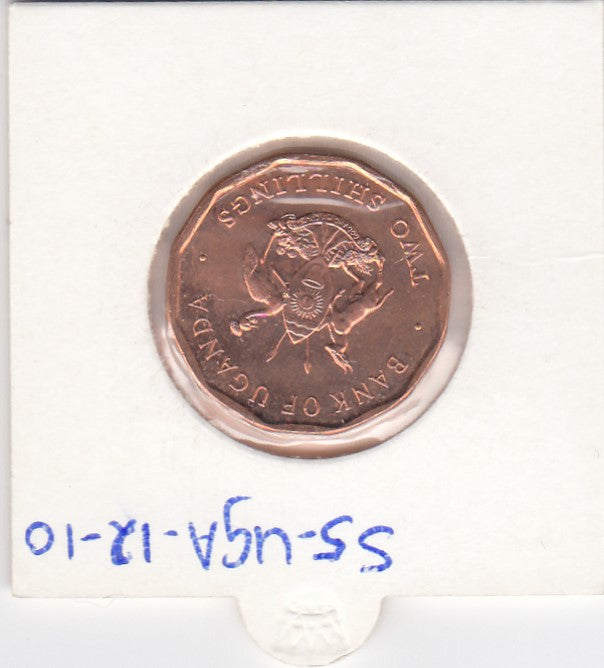 BANK OF UGANDA
TWO SHILLINGS
SS-UGA-12-10